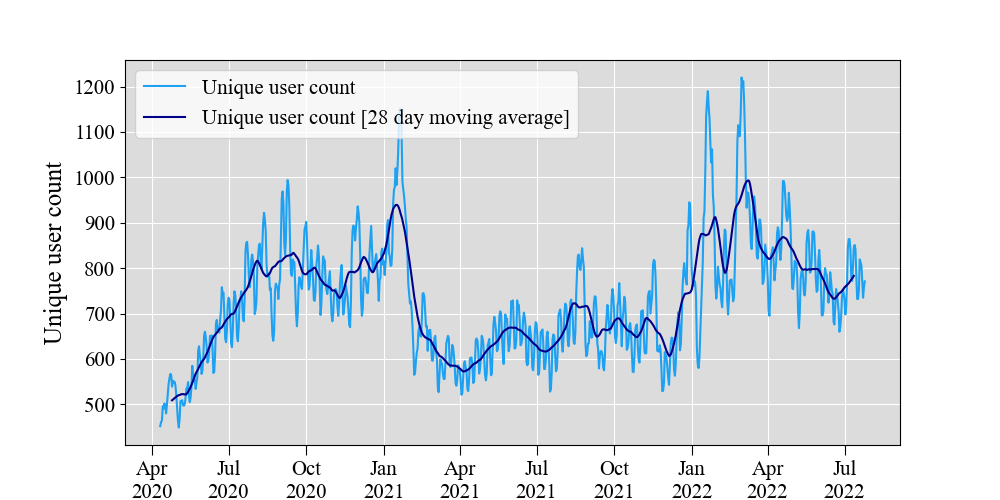 Unique user count
Unique user count [28 day moving average]
Unique user count
1200
1100
1000
900
800
700
600
500
Apr Jul Oct Jan Apr Jul Oct Jan Apr Jul
2020 2020 2020 2021 2021 2021 2021 2022 2022 2022